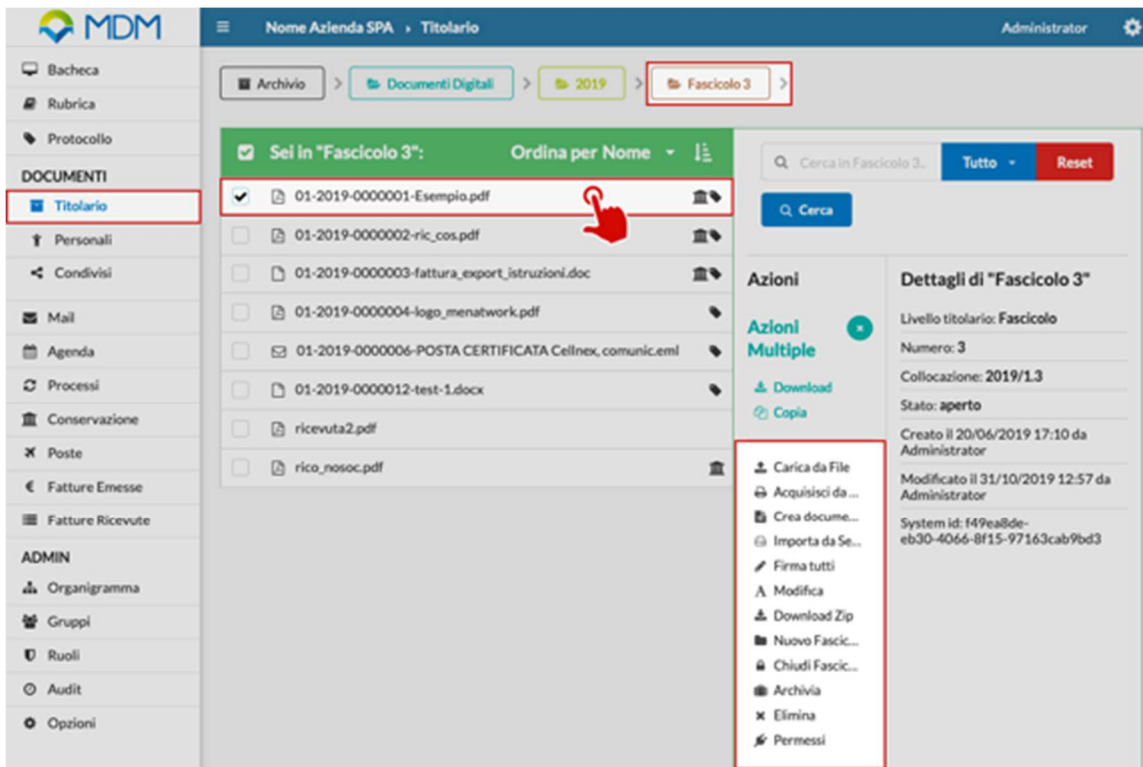 MDM
Nome Azienda SPA › Titolario
Administrator
Bacheca
Rubrica
Protocollo
DOCUMENTI
Titolario
Personali
Condivisi
Mail
Agenda
Processi
Conservazione
Poste
Fatture Emesse
Fatture Ricevute
ADMIN
Organigramma
Gruppi
Ruoli
Audit
Opzioni
Archivio > Documenti Digitali > 2019 > Fascicolo 3 >
Sei in "Fascicolo 3": Ordina per Nome
01-2019-0000001-Esempio.pdf
01-2019-0000002-ric_cos.pdf
01-2019-0000003-fattura_export_istruzioni.doc
01-2019-0000004-logo_menatwork.pdf
01-2019-0000006-POSTA CERTIFICATA Cellnex, comunic.eml
01-2019-0000012-test-1.docx
ricevuta2.pdf
rico_nosoc.pdf
Cerca in Fascicolo 3.. Tutto Reset
Cerca
Azioni
Azioni
Multiple
Download
Copia
Carica da File
Acquisisci da ...
Crea docume...
Importa da Se...
Firma tutti
Modifica
Download Zip
Nuovo Fascic...
Chiudi Fascic...
Archivia
Elimina
Permessi
Dettagli di "Fascicolo 3"
Livello titolario: Fascicolo
Numero: 3
Collocazione: 2019/1.3
Stato: aperto
Creato il 20/06/2019 17:10 da
Administrator
Modificato il 31/10/2019 12:57 da
Administrator
System id: f49ea8de-
eb30-4066-8f15-97163cab9bd3